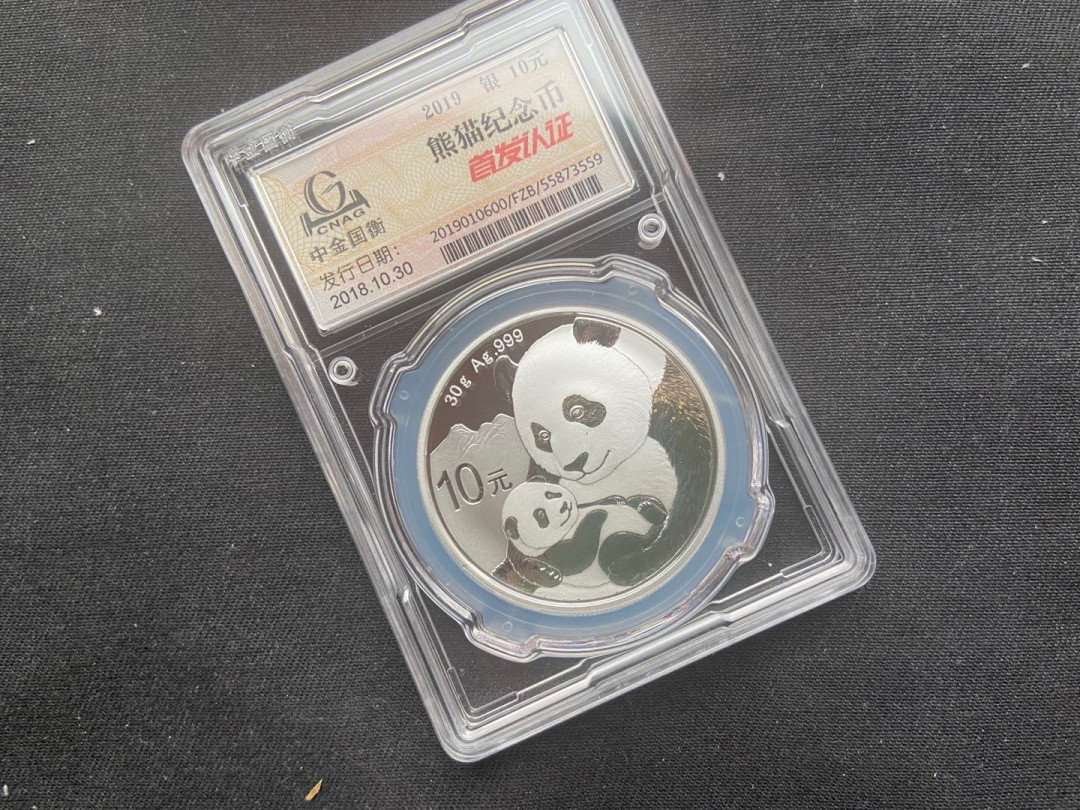 2019 银 10元
熊猫纪念币
首发认证
CNAG
中金国衡
发行日期:
2018.10.30
2019010600/FZB/55873559
30g Ag.999
10元